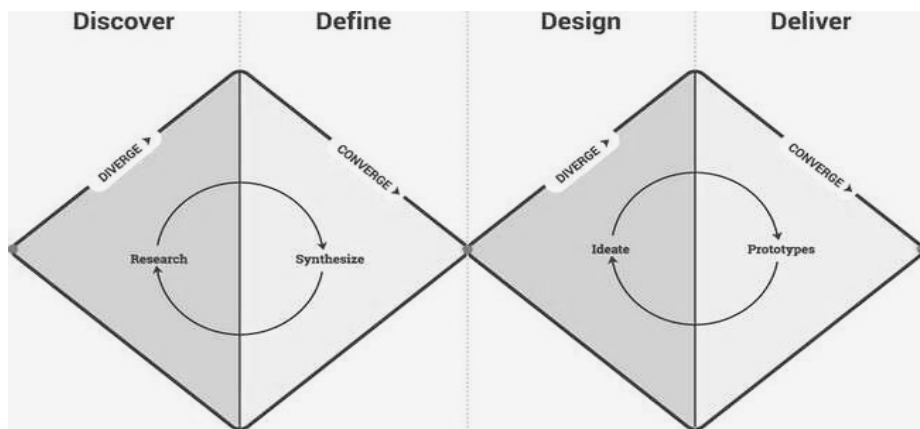 Discover
Define
Design
Deliver
DIVERGE
CONVERGE
DIVERGE
CONVERGE
Research
Synthesize
Ideate
Prototypes